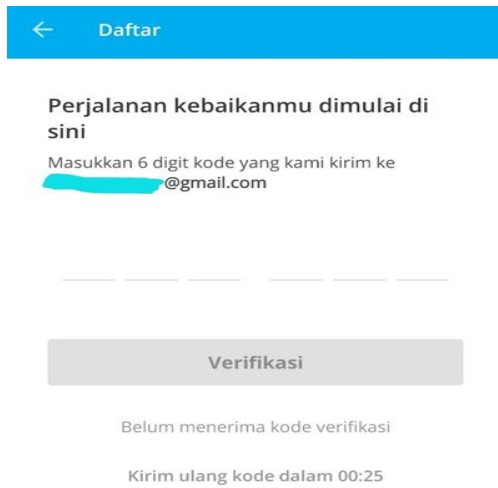 Daftar
Perjalanan kebaikanmu dimulai di
sini
Masukkan 6 digit kode yang kami kirim ke
@gmail.com
Verifikasi
Belum menerima kode verifikasi
Kirim ulang kode dalam 00:25